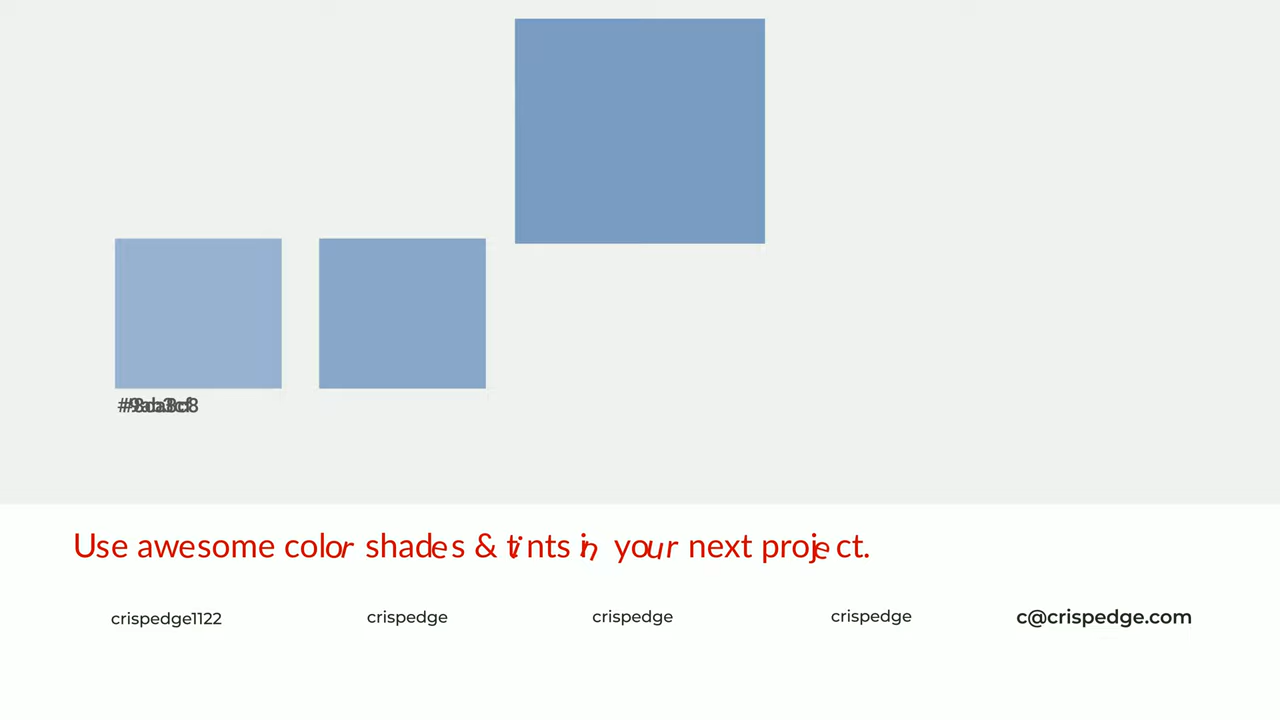 Use awesome color shades & tints in your next project.
crispedge1122 crispedge crispedge crispedge c@crispedge.com